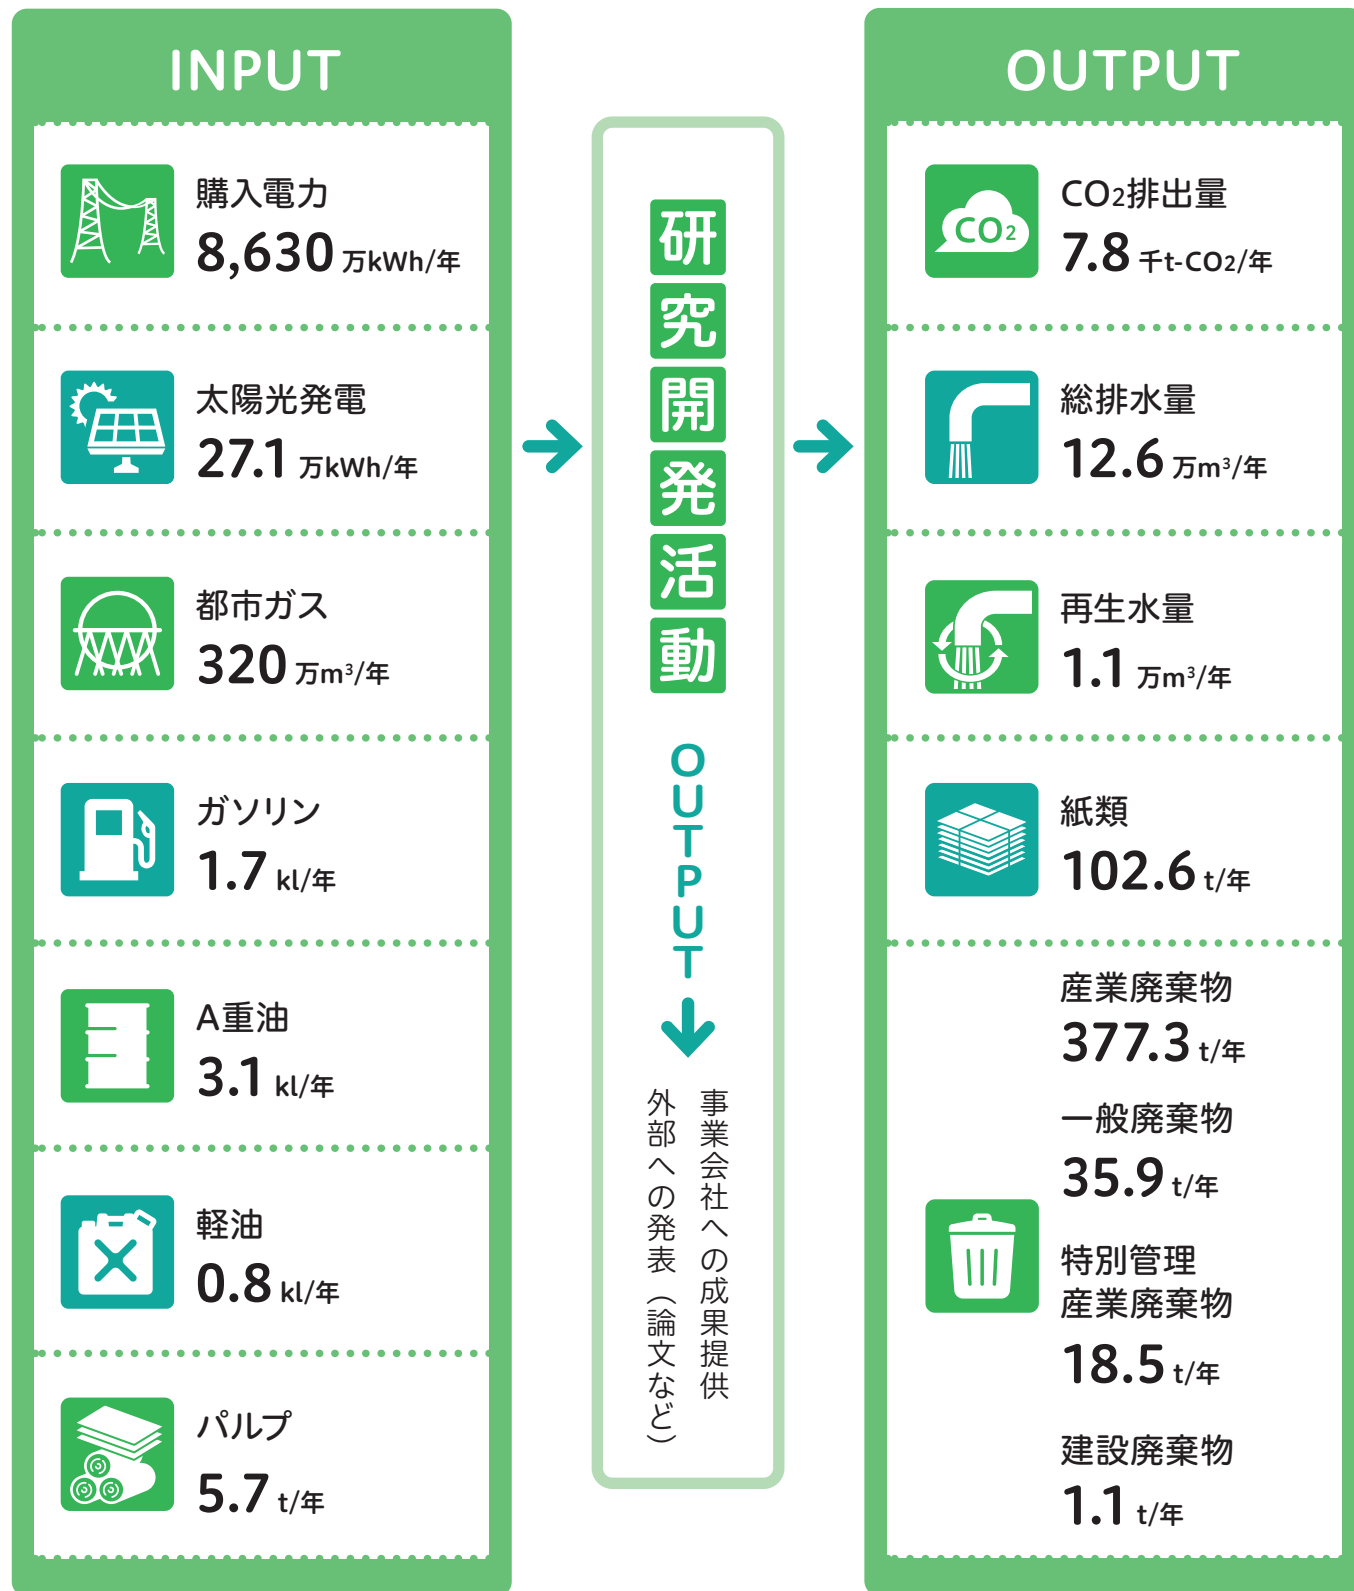 INPUT
購入電力
8,630 万kWh/年
太陽光発電
27.1 万kWh/年
都市ガス
320 万m³/年
ガソリン
1.7 kl/年
A重油
3.1 kl/年
軽油
0.8 kl/年
パルプ
5.7 t/年
研究開発活動
OUTPUT
事業会社への成果提供
外部への発表（論文など）
OUTPUT
CO₂
CO2排出量
7.8 千t-CO2/年
総排水量
12.6 万m³/年
再生水量
1.1 万m³/年
紙類
102.6 t/年
産業廃棄物
377.3 t/年
一般廃棄物
35.9 t/年
特別管理
産業廃棄物
18.5 t/年
建設廃棄物
1.1 t/年